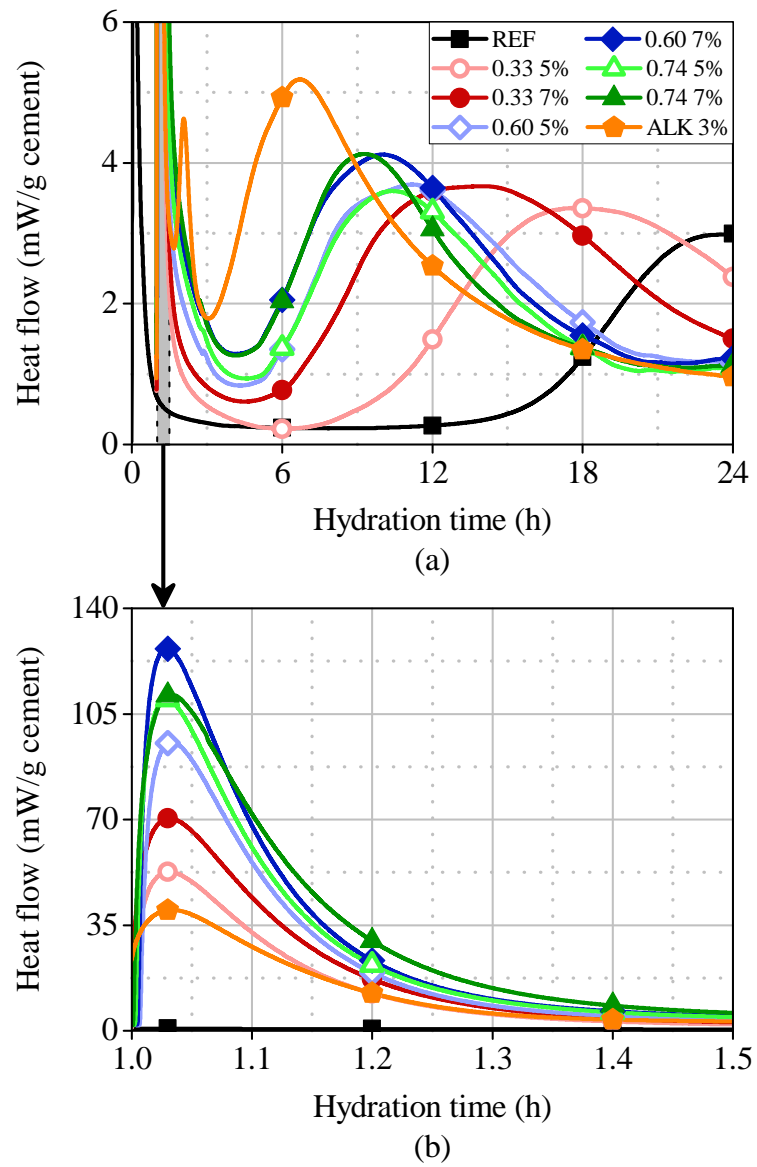 6
REF
0.60 7%
0.33 5%
0.74 5%
0.33 7%
0.74 7%
0.60 5%
ALK 3%
4
2
0
Heat flow (mW/g cement)
0 6 12 18 24
Hydration time (h)
(a)
140
105
70
35
0
Heat flow (mW/g cement)
1.0 1.1 1.2 1.3 1.4 1.5
Hydration time (h)
(b)